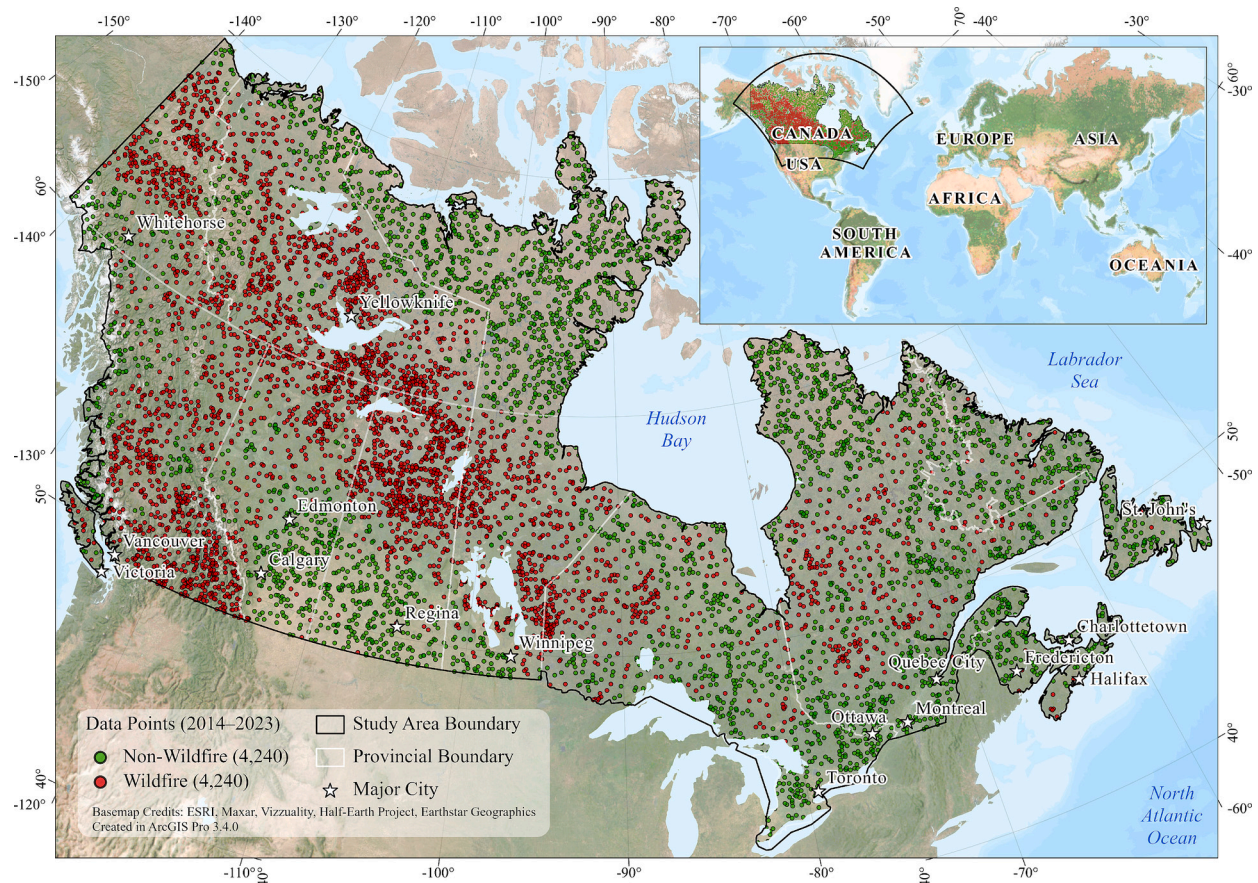 -150°
-140°
-130°
-120°
-110°
-100°
-90°
-80°
-60°
-50°
70°
-40°
-30°
-150°
60°
-140°
-130°
50°
40°
-120°
-30°
60°
-40°
50°
-50°
40°
-60°
CANADA
USA
EUROPE
ASIA
AFRICA
SOUTH
AMERICA
OCEANIA
Whitehorse
Yellowknife
Labrador
Sea
Hudson
Bay
Edmonton
St. John's
Vancouver
Victoria
Calgary
Regina
Winnipeg
Charlottetown
Quebec City
Fredericton
Halifax
Ottawa
Montreal
Toronto
North
Atlantic
Ocean
Data Points (2014–2023)
Non-Wildfire (4,240)
Wildfire (4,240)
Study Area Boundary
Provincial Boundary
Major City
Basemap Credits: ESRI, Maxar, Vizzuality, Half-Earth Project, Earthstar Geographics
Created in ArcGIS Pro 3.4.0
-110°
40°
-100°
-90°
-80°
40°
-70°